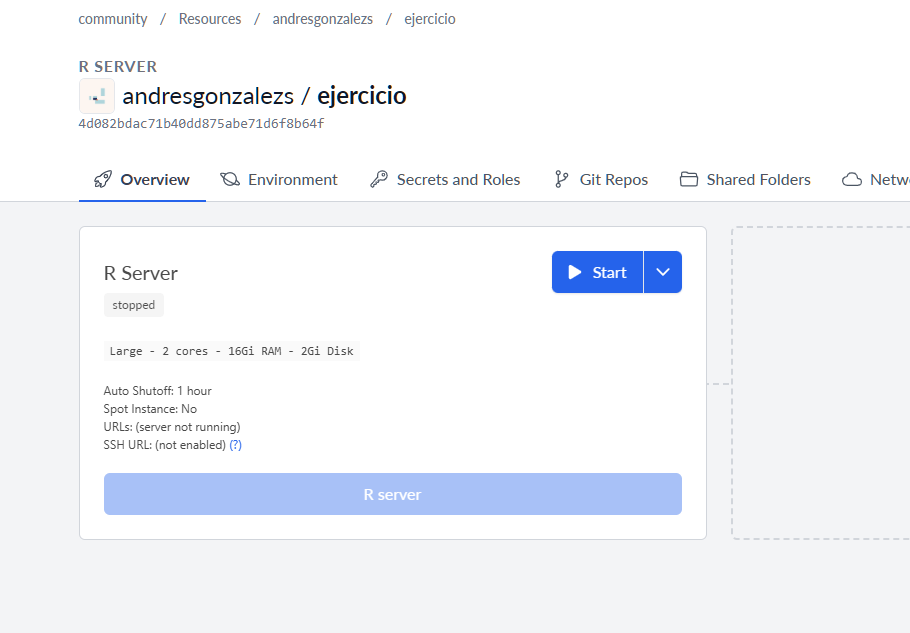 community / Resources / andresgonzalezs / ejercicio
R SERVER
andresgonzalezs / ejercicio
4d082bdac71b40dd875abe71d6f8b64f
Overview Environment Secrets and Roles Git Repos Shared Folders Netw
R Server
Start
stopped
Large - 2 cores - 16Gi RAM - 2Gi Disk
Auto Shutoff: 1 hour
Spot Instance: No
URLs: (server not running)
SSH URL: (not enabled) (?)
R server